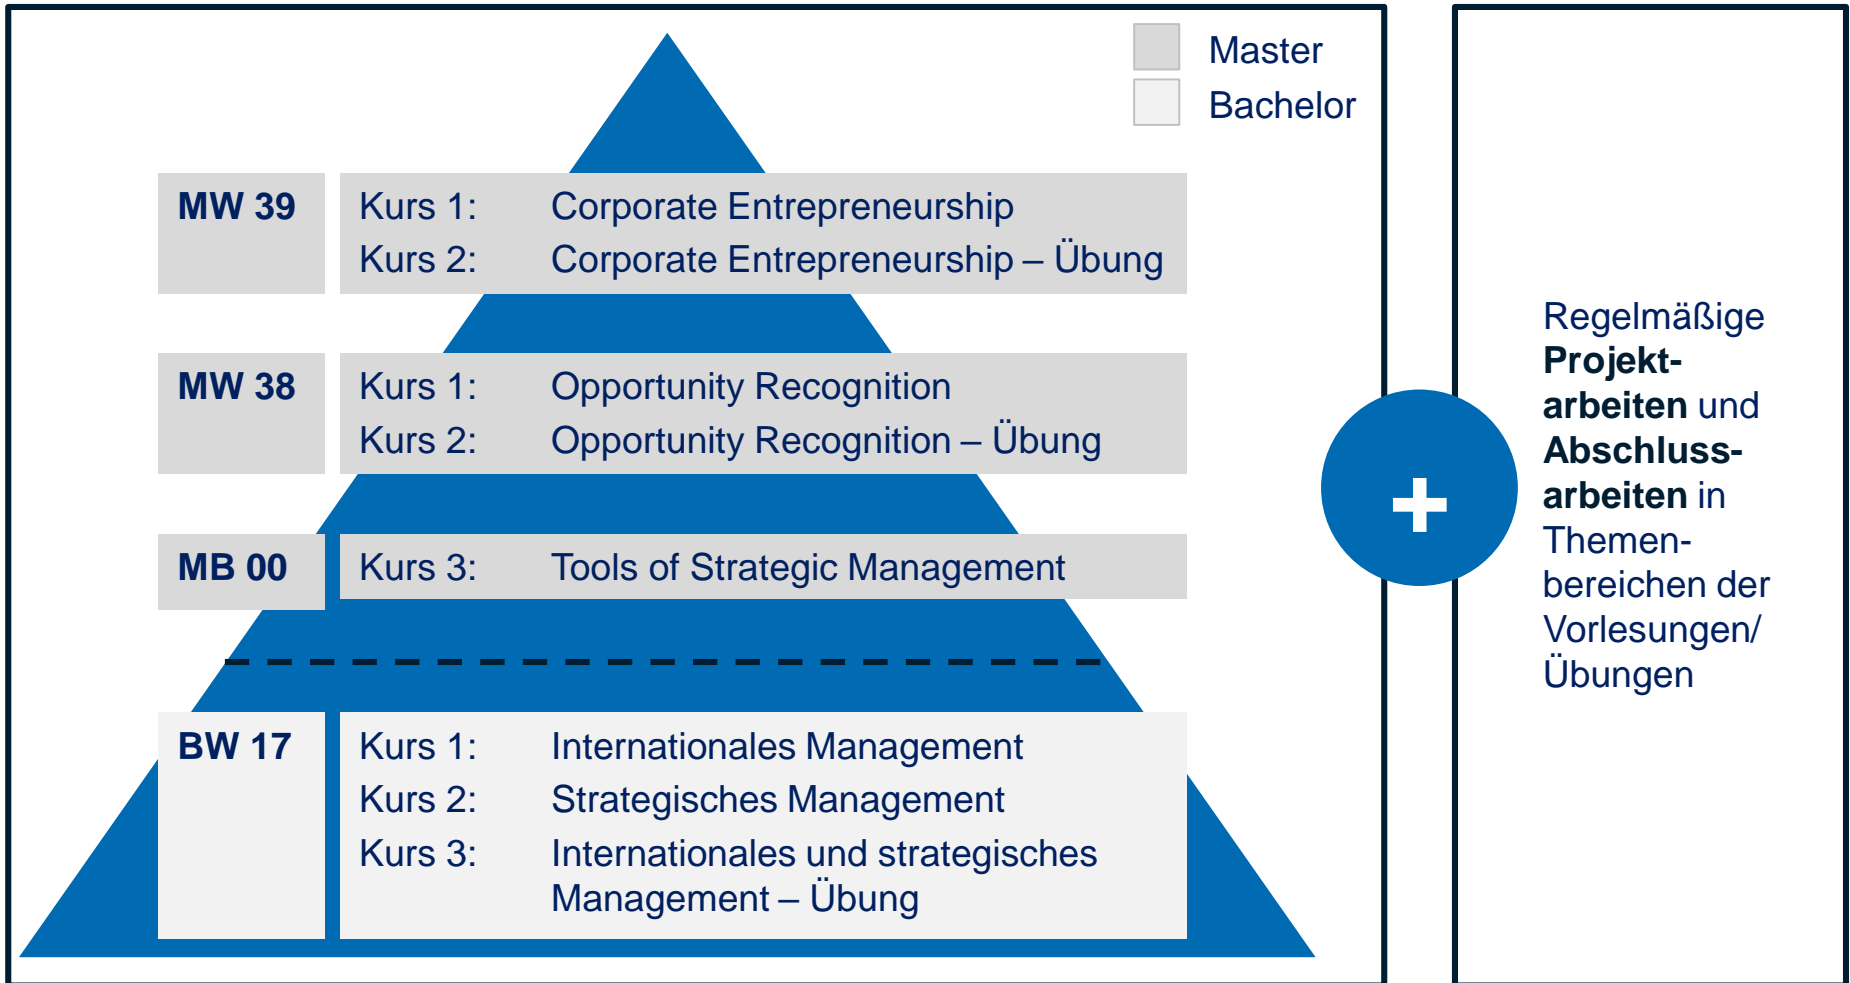 Master
Bachelor
MW 39
Kurs 1: Corporate Entrepreneurship
Kurs 2: Corporate Entrepreneurship – Übung
MW 38
Kurs 1: Opportunity Recognition
Kurs 2: Opportunity Recognition – Übung
MB 00
Kurs 3: Tools of Strategic Management
BW 17
Kurs 1: Internationales Management
Kurs 2: Strategisches Management
Kurs 3: Internationales und strategisches
Management – Übung
+
Regelmäßige
Projekt-
arbeiten und
Abschluss-
arbeiten in
Themen-
bereichen der
Vorlesungen/
Übungen